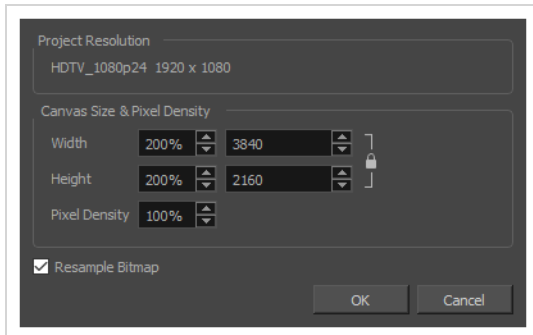 Project Resolution
HDTV_1080p24 1920 x 1080
Canvas Size & Pixel Density
Width 200% 3840
Height 200% 2160
Pixel Density 100%
Resample Bitmap
OK Cancel